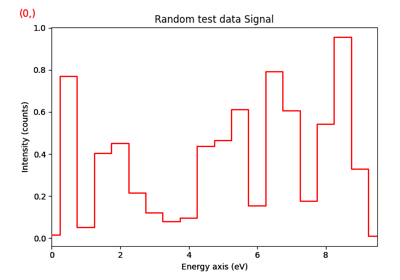 (0,)
Random test data Signal
Intensity (counts)
1.0
0.8
0.6
0.4
0.2
0.0
0 2 4 6 8
Energy axis (eV)